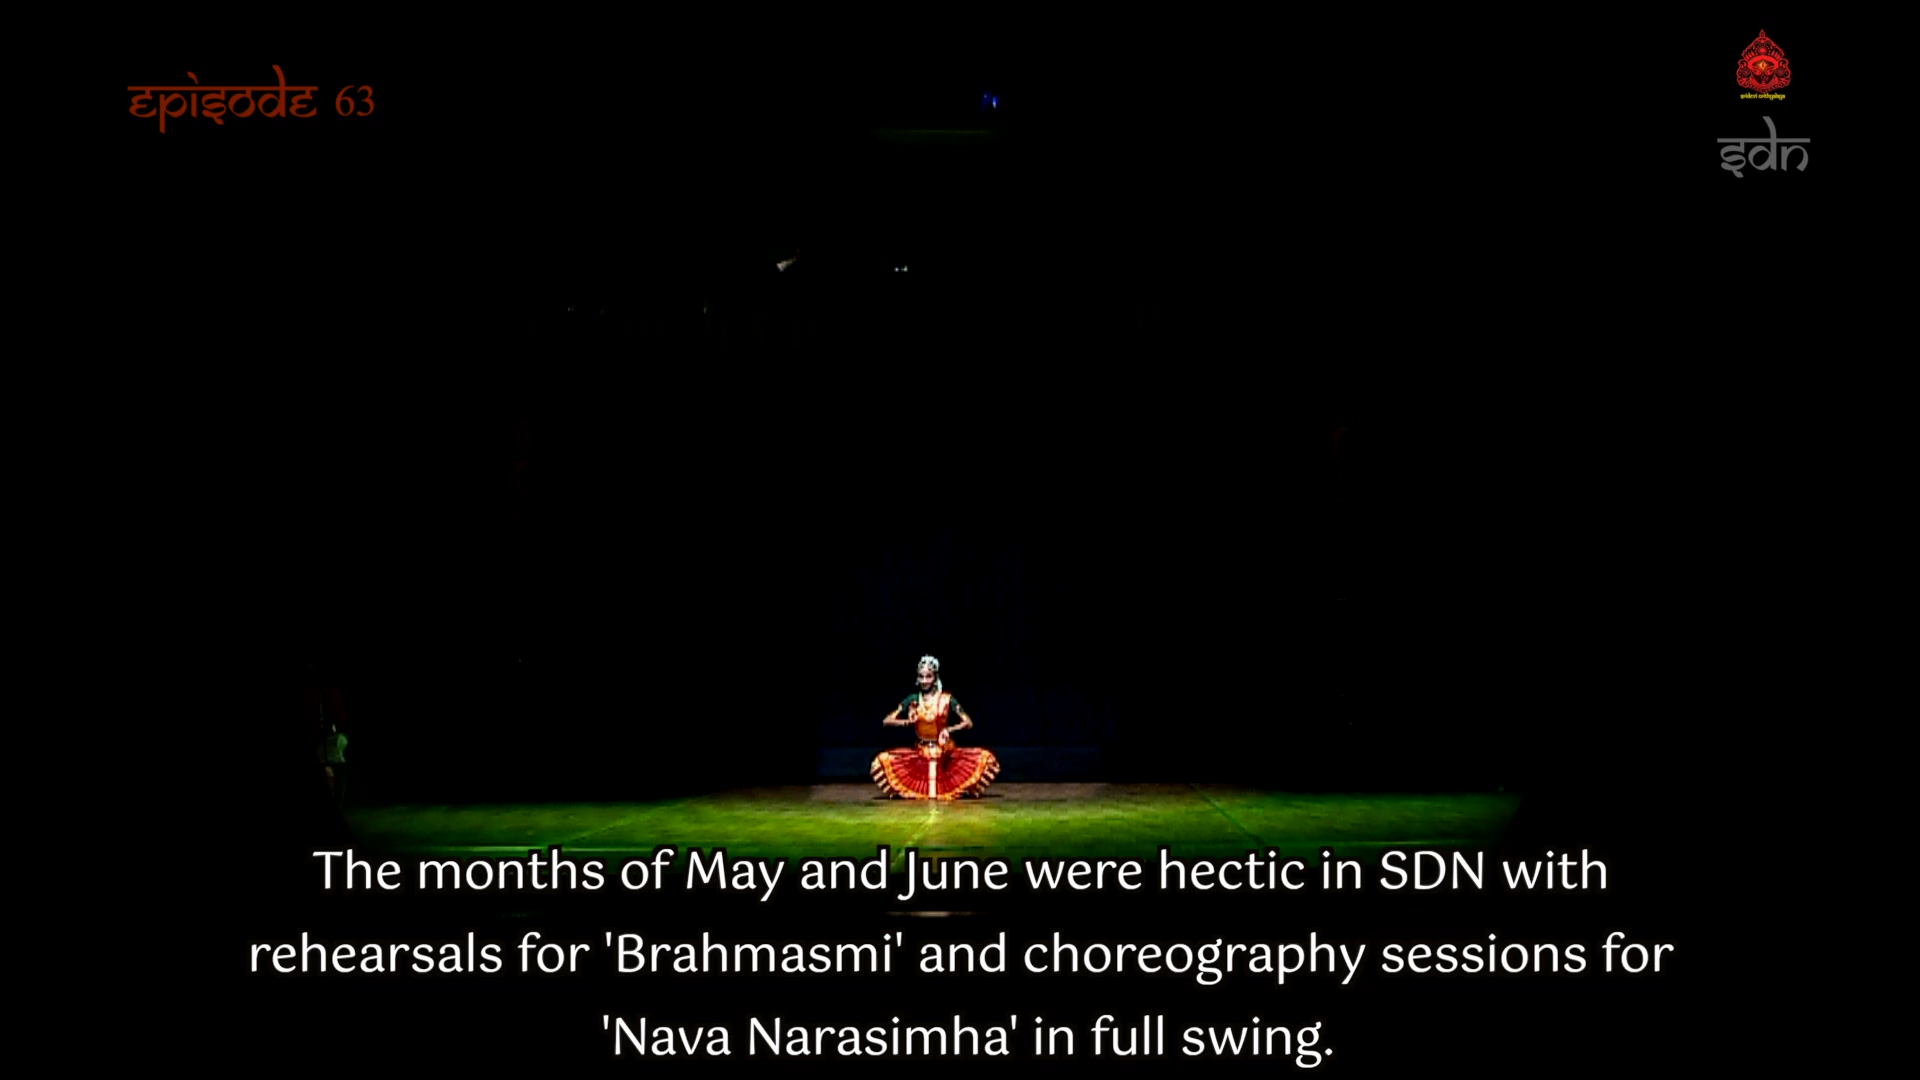 episode 63
sdn
The months of May and June were hectic in SDN with
rehearsals for 'Brahmasmi' and choreography sessions for
'Nava Narasimha' in full swing.